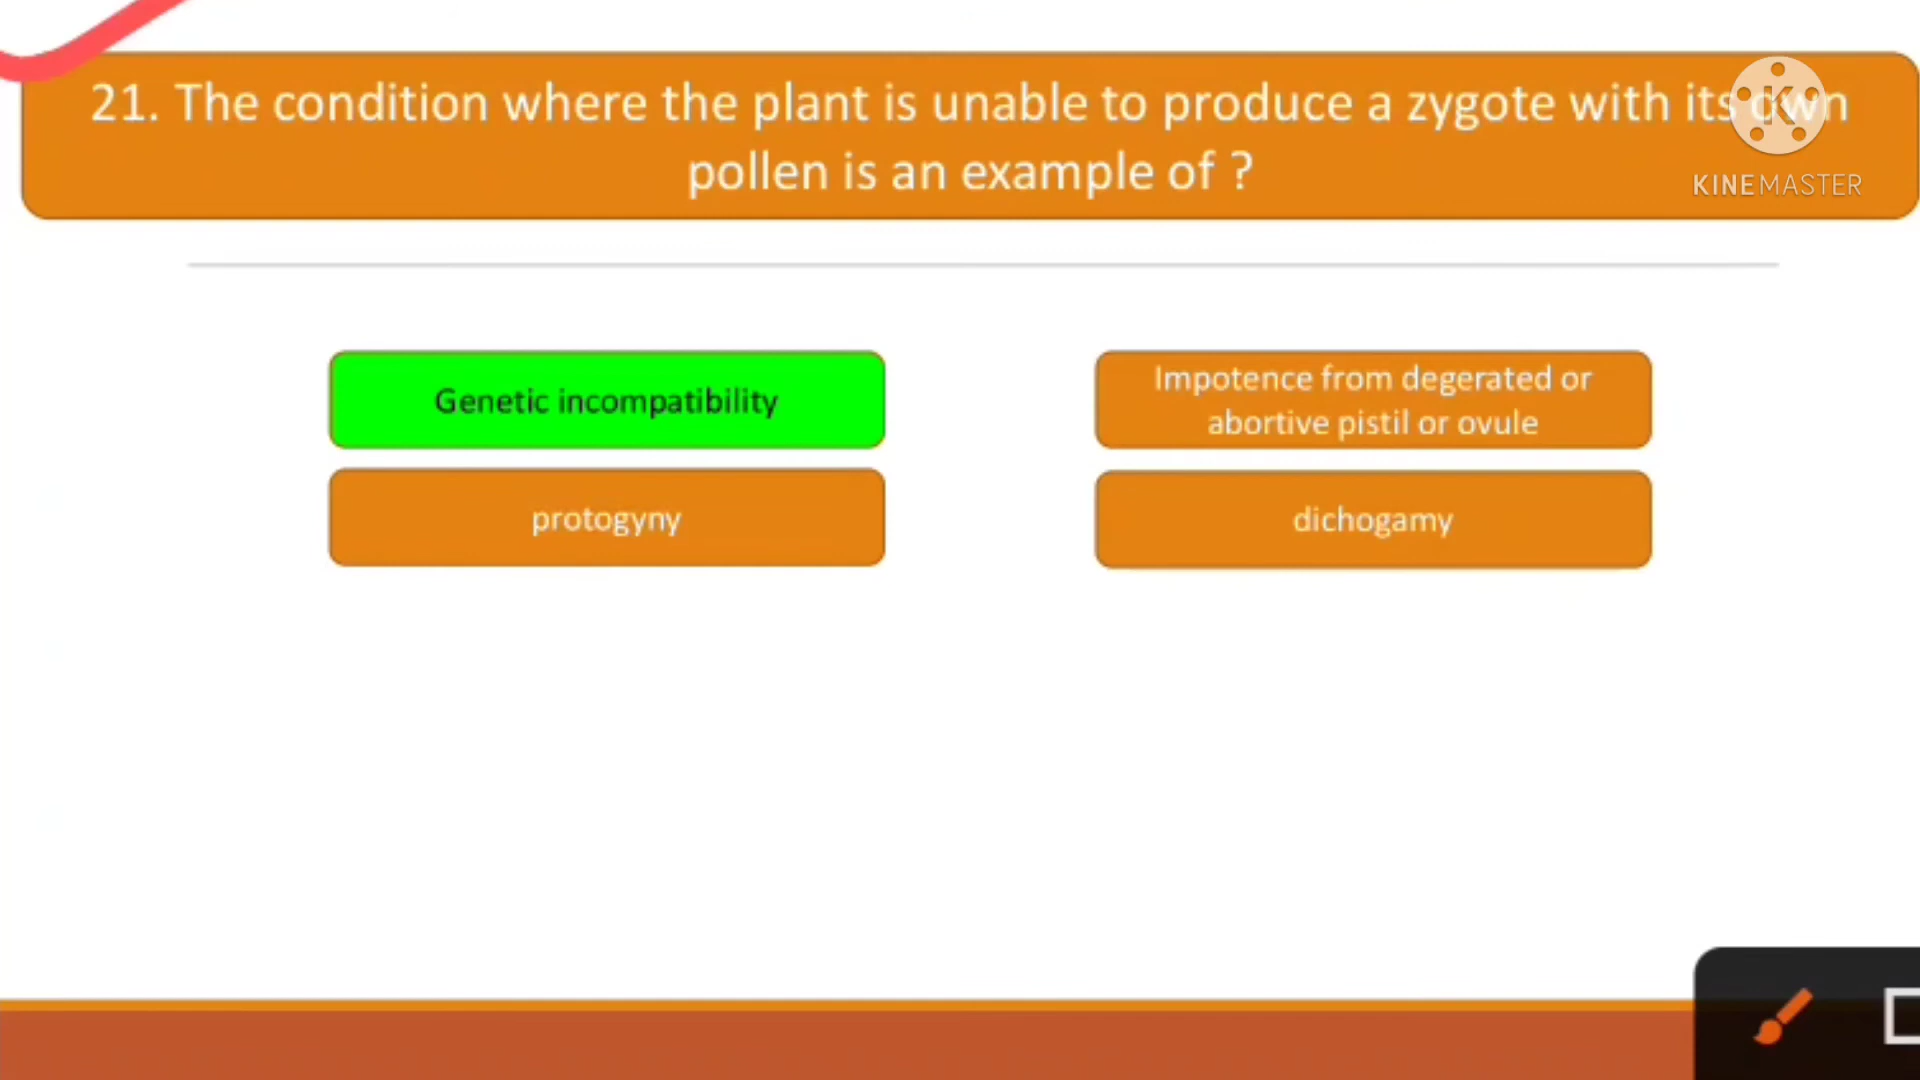 21. The condition where the plant is unable to produce a zygote with its own
pollen is an example of ?
KINEMASTER
Genetic incompatibility
Impotence from degerated or
abortive pistil or ovule
protogyny
dichogamy